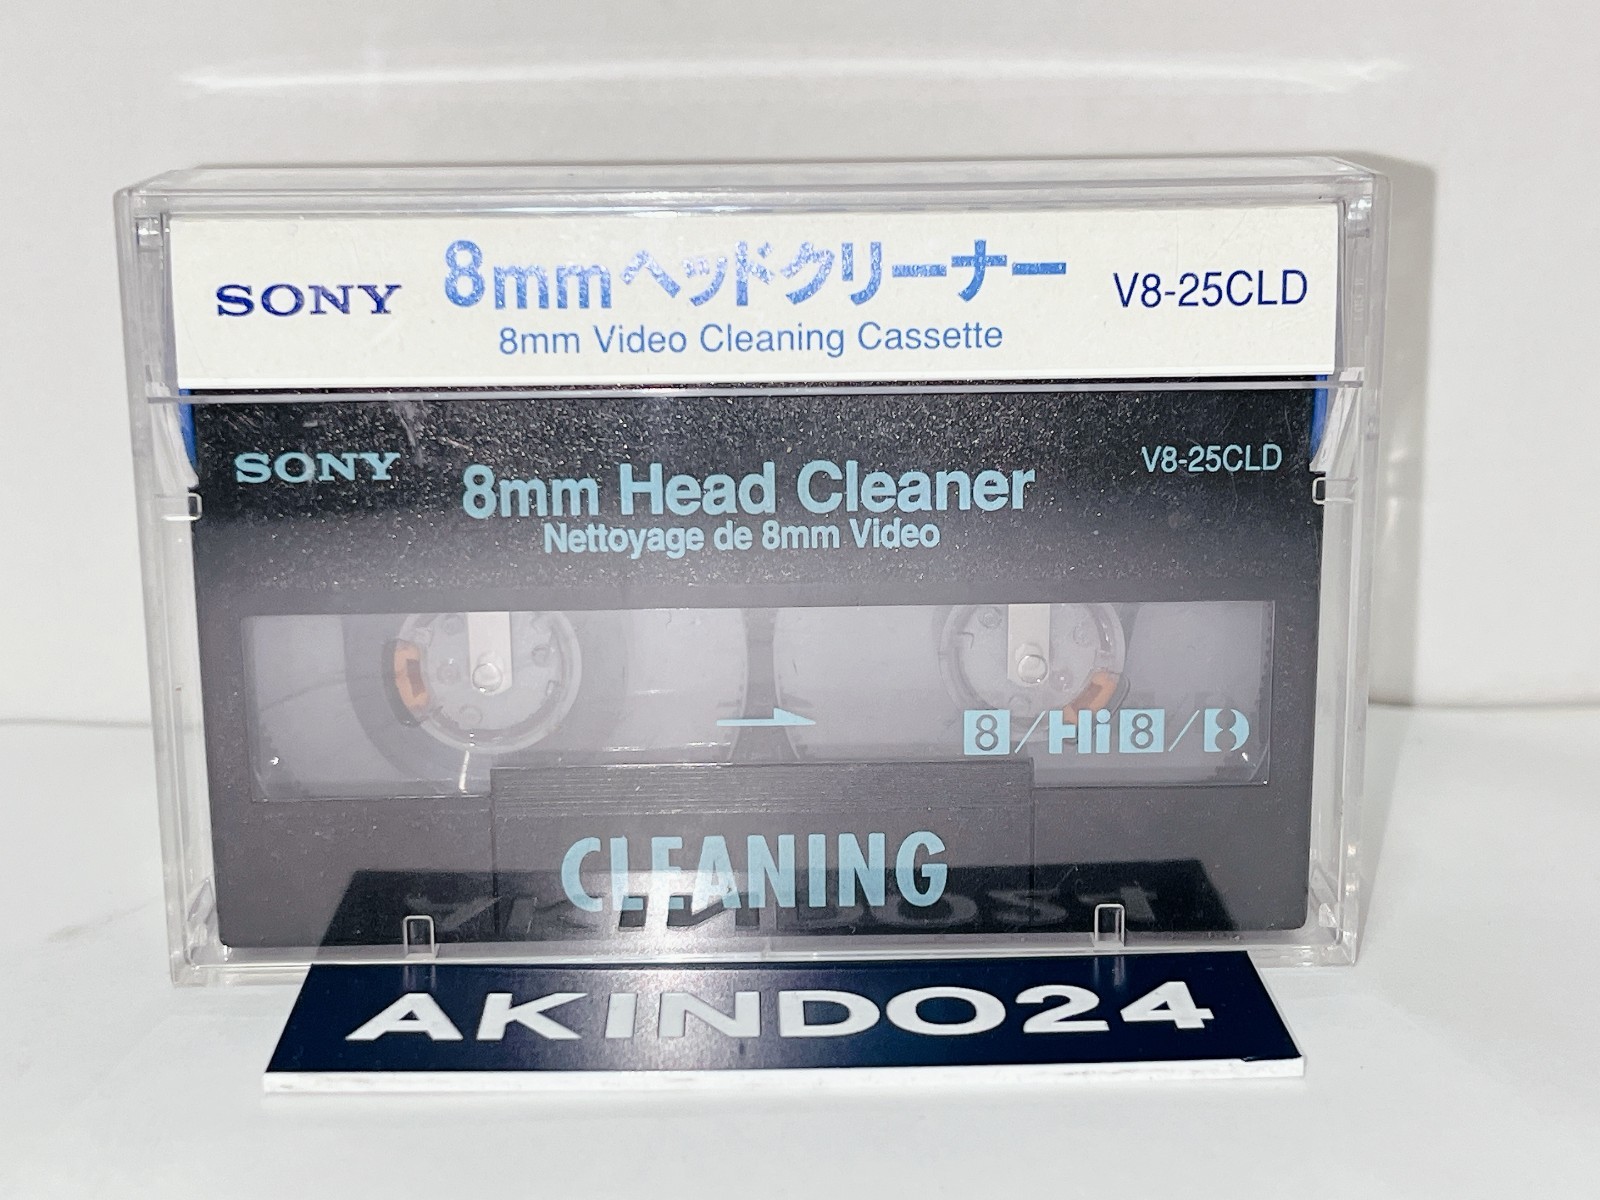 SONY 8mmヘッドクリーナー V8-25CLD
8mm Video Cleaning Cassette
SONY 8mm Head Cleaner V8-25CLD
Nettoyage de 8mm Video
8/Hi8/
CLEANING
AKINDO24